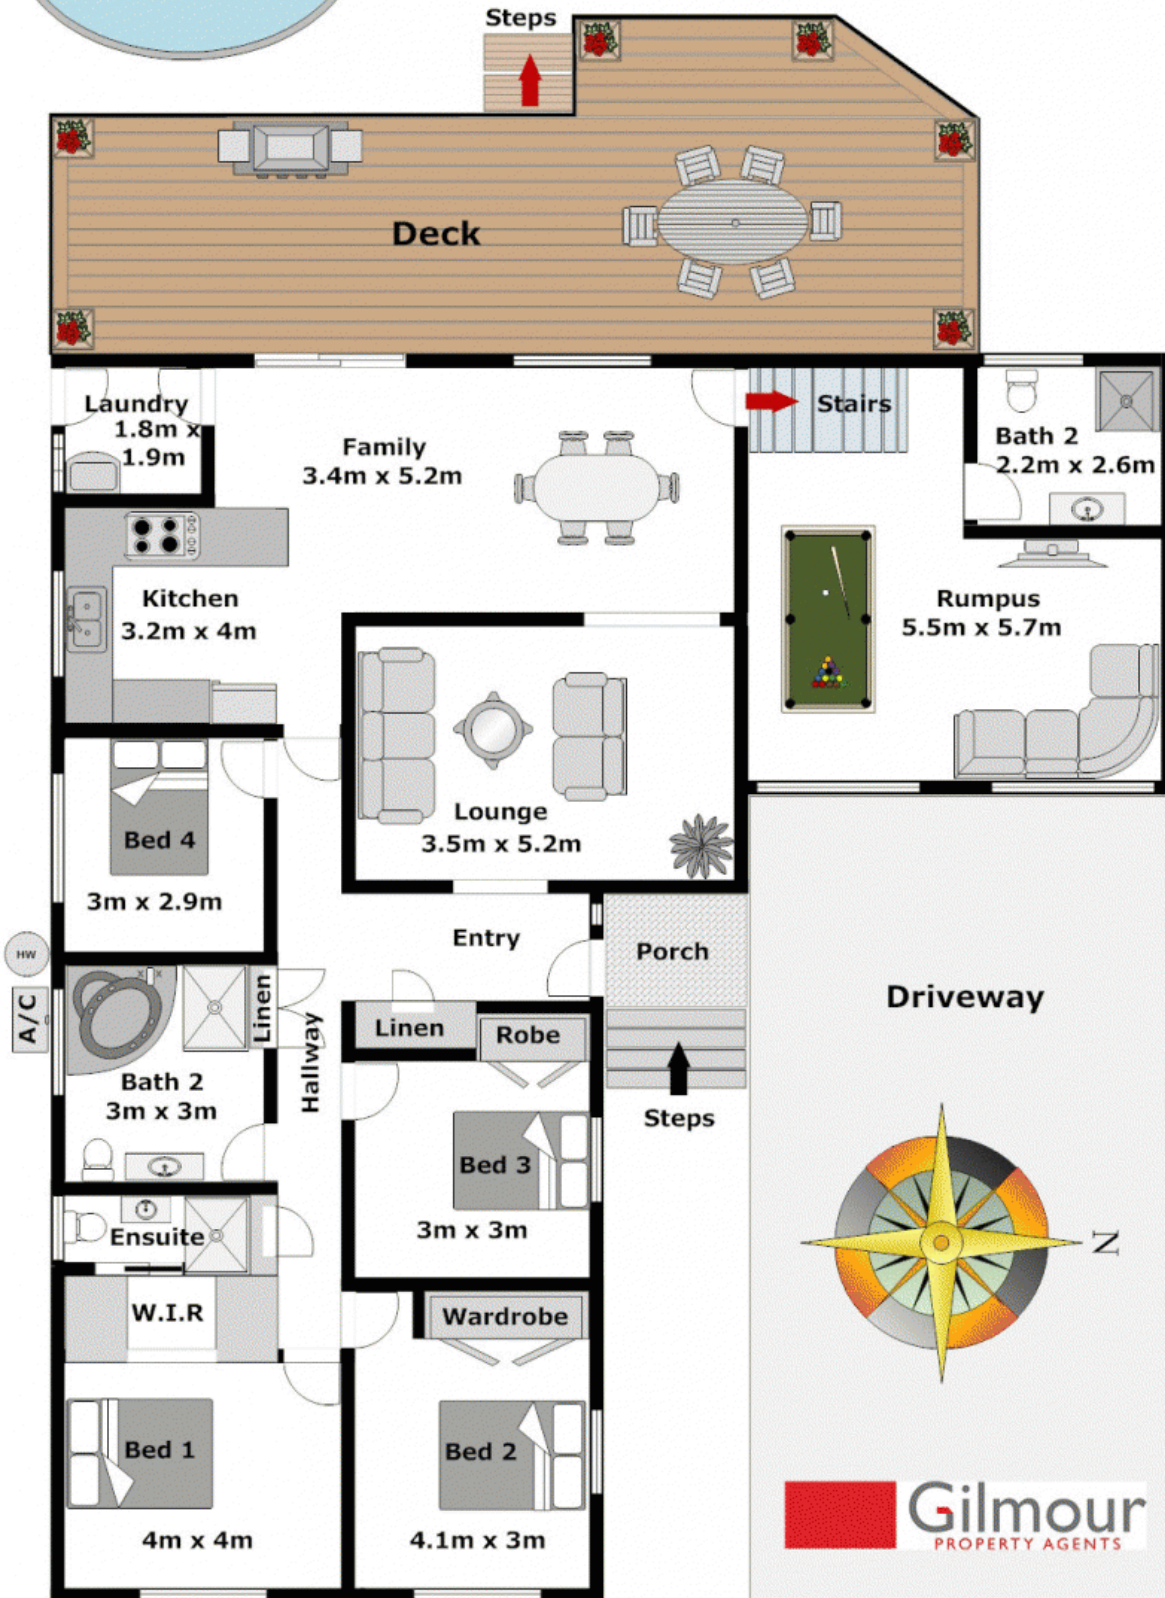 Steps
Deck
Laundry
1.8m x
1.9m
Family
3.4m x 5.2m
Stairs
Bath 2
2.2m x 2.6m
Kitchen
3.2m x 4m
Rumpus
5.5m x 5.7m
Lounge
3.5m x 5.2m
Bed 4
3m x 2.9m
HW
A/C
Entry
Porch
Driveway
Linen
Linen
Robe
Hallway
Bath 2
3m x 3m
Steps
Bed 3
3m x 3m
Ensuite
N
W.I.R
Wardrobe
Bed 1
4m x 4m
Bed 2
4.1m x 3m
Gilmour
PROPERTY AGENTS